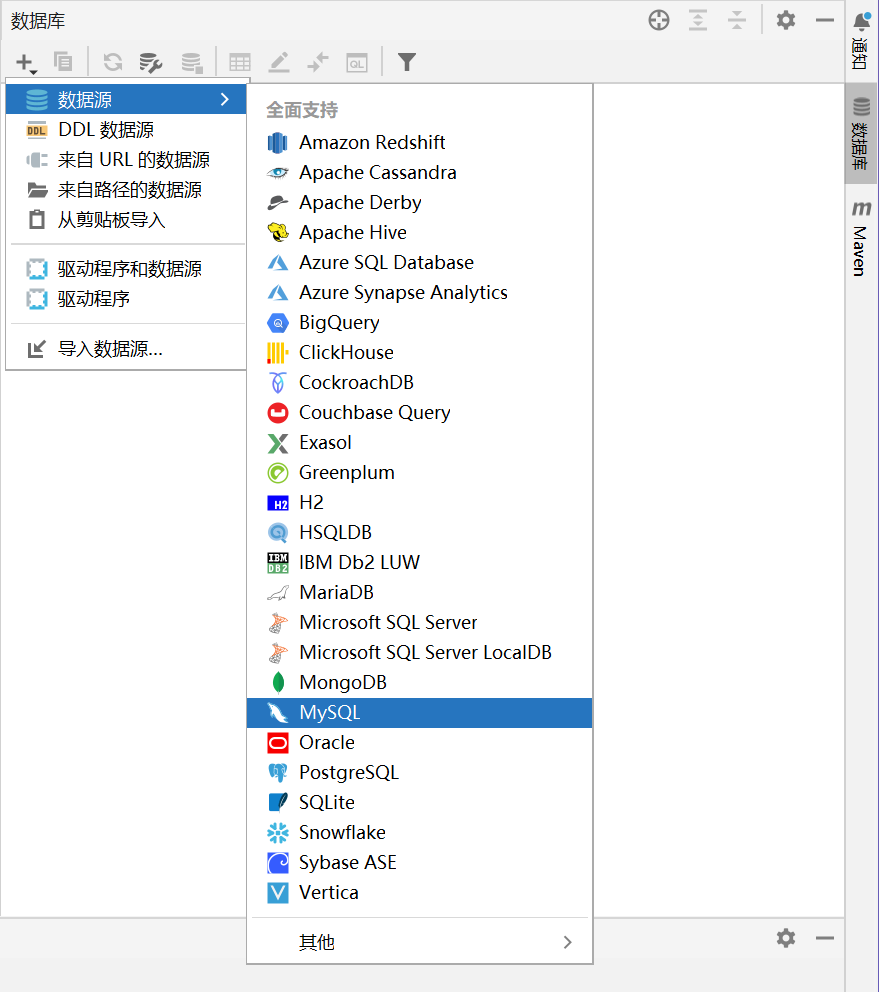 数据库
QL
数据源
DDL DDL 数据源
来自 URL 的数据源
来自路径的数据源
从剪贴板导入
驱动程序和数据源
驱动程序
导入数据源...
全面支持
Amazon Redshift
Apache Cassandra
Apache Derby
Apache Hive
Azure SQL Database
Azure Synapse Analytics
BigQuery
ClickHouse
CockroachDB
Couchbase Query
Exasol
Greenplum
H2 H2
HSQLDB
IBM DB2 IBM Db2 LUW
MariaDB
Microsoft SQL Server
Microsoft SQL Server LocalDB
MongoDB
MySQL
Oracle
PostgreSQL
SQLite
Snowflake
Sybase ASE
Vertica
其他
通知
数据库
m Maven